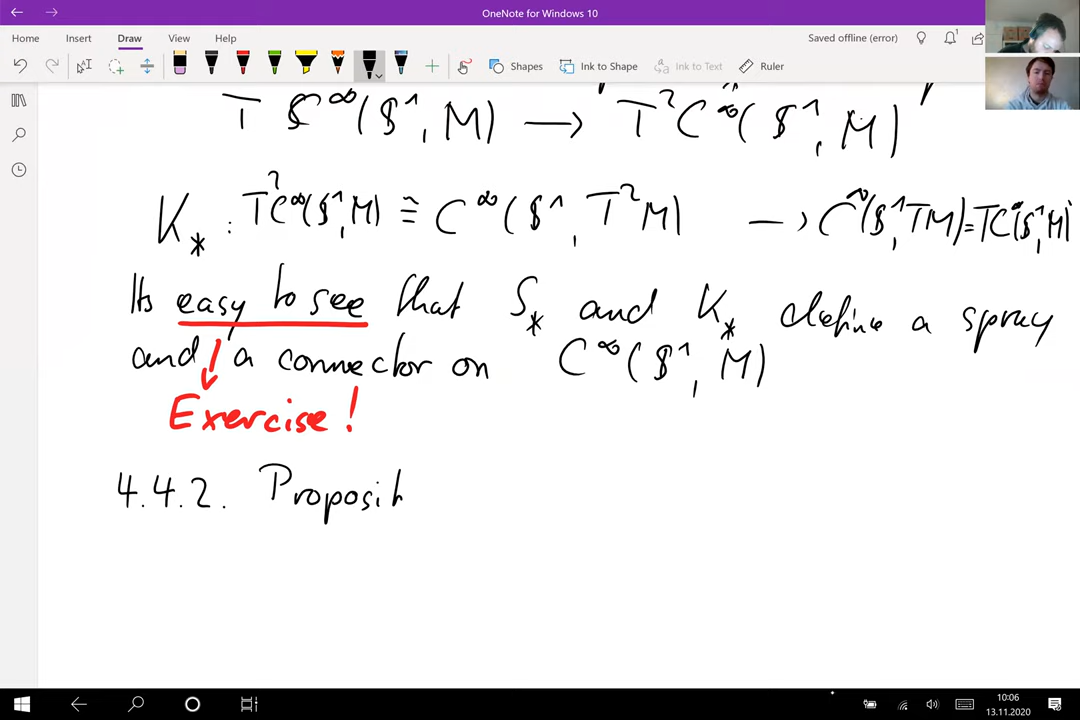 OneNote for Windows 10
Home Insert Draw View Help Saved offline (error)
Shapes Ink to Shape Ink to Text Ruler
T C^∞(S^1, M) → T^2 C^∞(S^1, M)
K_* : T^2 C^∞(S^1, M) ≅ C^∞(S^1, T^2 M) → C^∞(S^1, TM) = T C^∞(S^1, M)
Its easy to see that S_* and K_* define a spray
and a connector on C^∞(S^1, M)
Exercise!
4.4.2. Proposit
10:06
13.11.2020